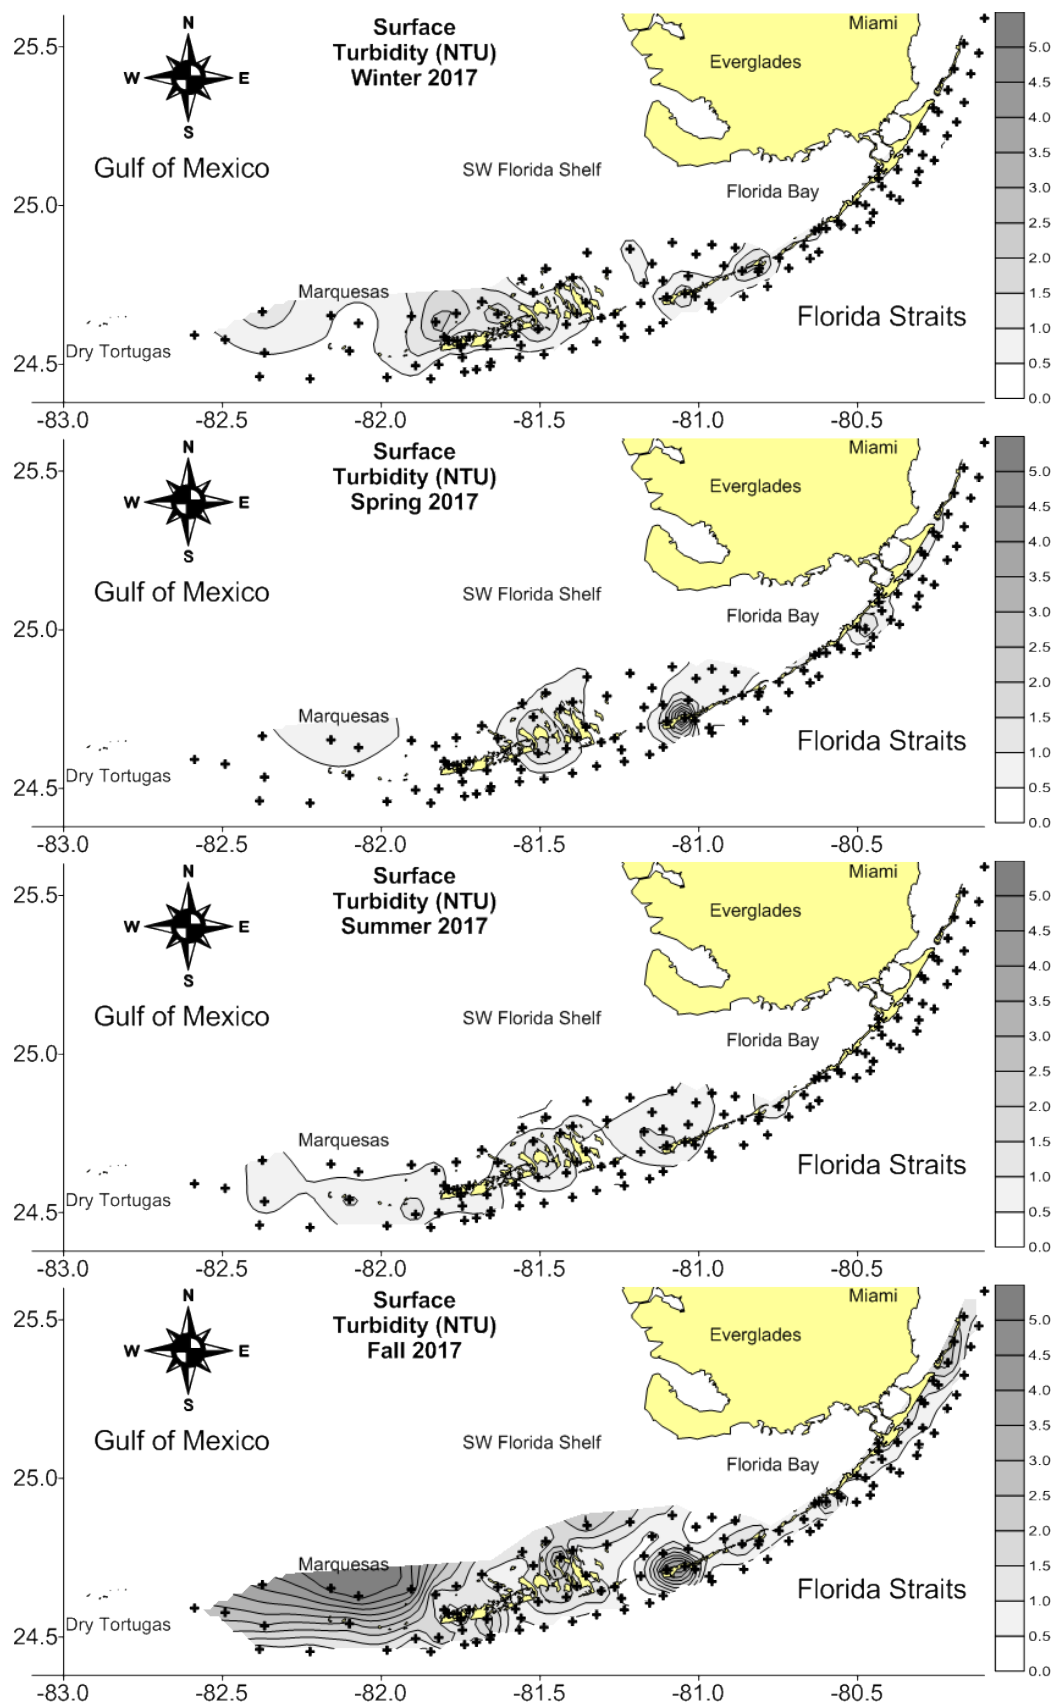 Surface
Turbidity (NTU)
Winter 2017
N
W
E
S
Miami
Everglades
Gulf of Mexico
SW Florida Shelf
Florida Bay
Marquesas
Dry Tortugas
Florida Straits
25.5
25.0
24.5
-83.0 -82.5 -82.0 -81.5 -81.0 -80.5
5.0
4.5
4.0
3.5
3.0
2.5
2.0
1.5
1.0
0.5
0.0
Surface
Turbidity (NTU)
Spring 2017
N
W
E
S
Miami
Everglades
Gulf of Mexico
SW Florida Shelf
Florida Bay
Marquesas
Dry Tortugas
Florida Straits
25.5
25.0
24.5
-83.0 -82.5 -82.0 -81.5 -81.0 -80.5
5.0
4.5
4.0
3.5
3.0
2.5
2.0
1.5
1.0
0.5
0.0
Surface
Turbidity (NTU)
Summer 2017
N
W
E
S
Miami
Everglades
Gulf of Mexico
SW Florida Shelf
Florida Bay
Marquesas
Dry Tortugas
Florida Straits
25.5
25.0
24.5
-83.0 -82.5 -82.0 -81.5 -81.0 -80.5
5.0
4.5
4.0
3.5
3.0
2.5
2.0
1.5
1.0
0.5
0.0
Surface
Turbidity (NTU)
Fall 2017
N
W
E
S
Miami
Everglades
Gulf of Mexico
SW Florida Shelf
Florida Bay
Marquesas
Dry Tortugas
Florida Straits
25.5
25.0
24.5
-83.0 -82.5 -82.0 -81.5 -81.0 -80.5
5.0
4.5
4.0
3.5
3.0
2.5
2.0
1.5
1.0
0.5
0.0